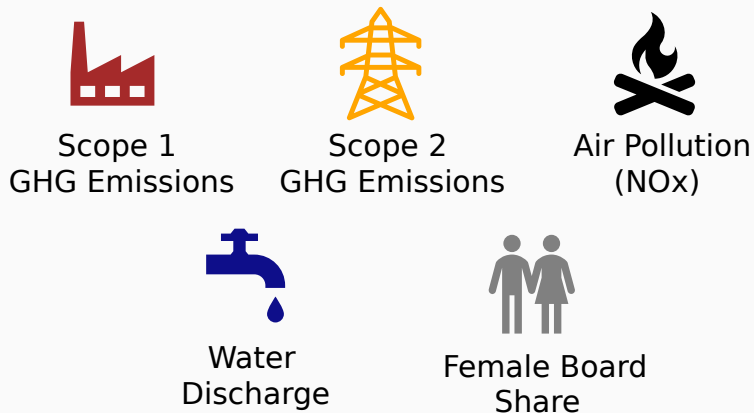 Scope 1
GHG Emissions
Scope 2
GHG Emissions
Air Pollution
(NOx)
Water
Discharge
Female Board
Share